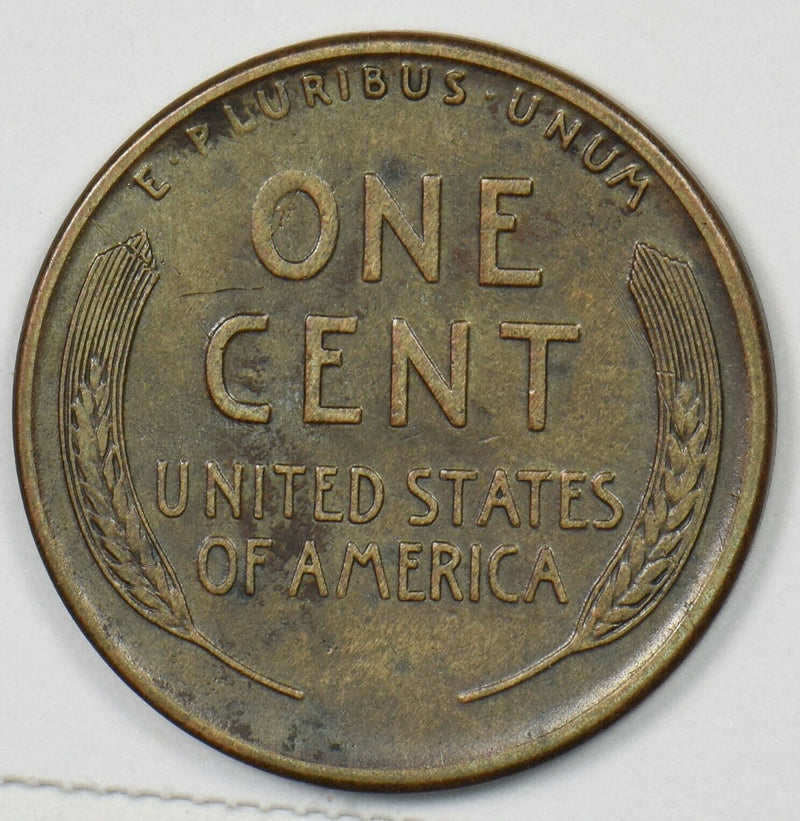 E · PLURIBUS · UNUM
ONE
CENT
UNITED STATES
OF AMERICA